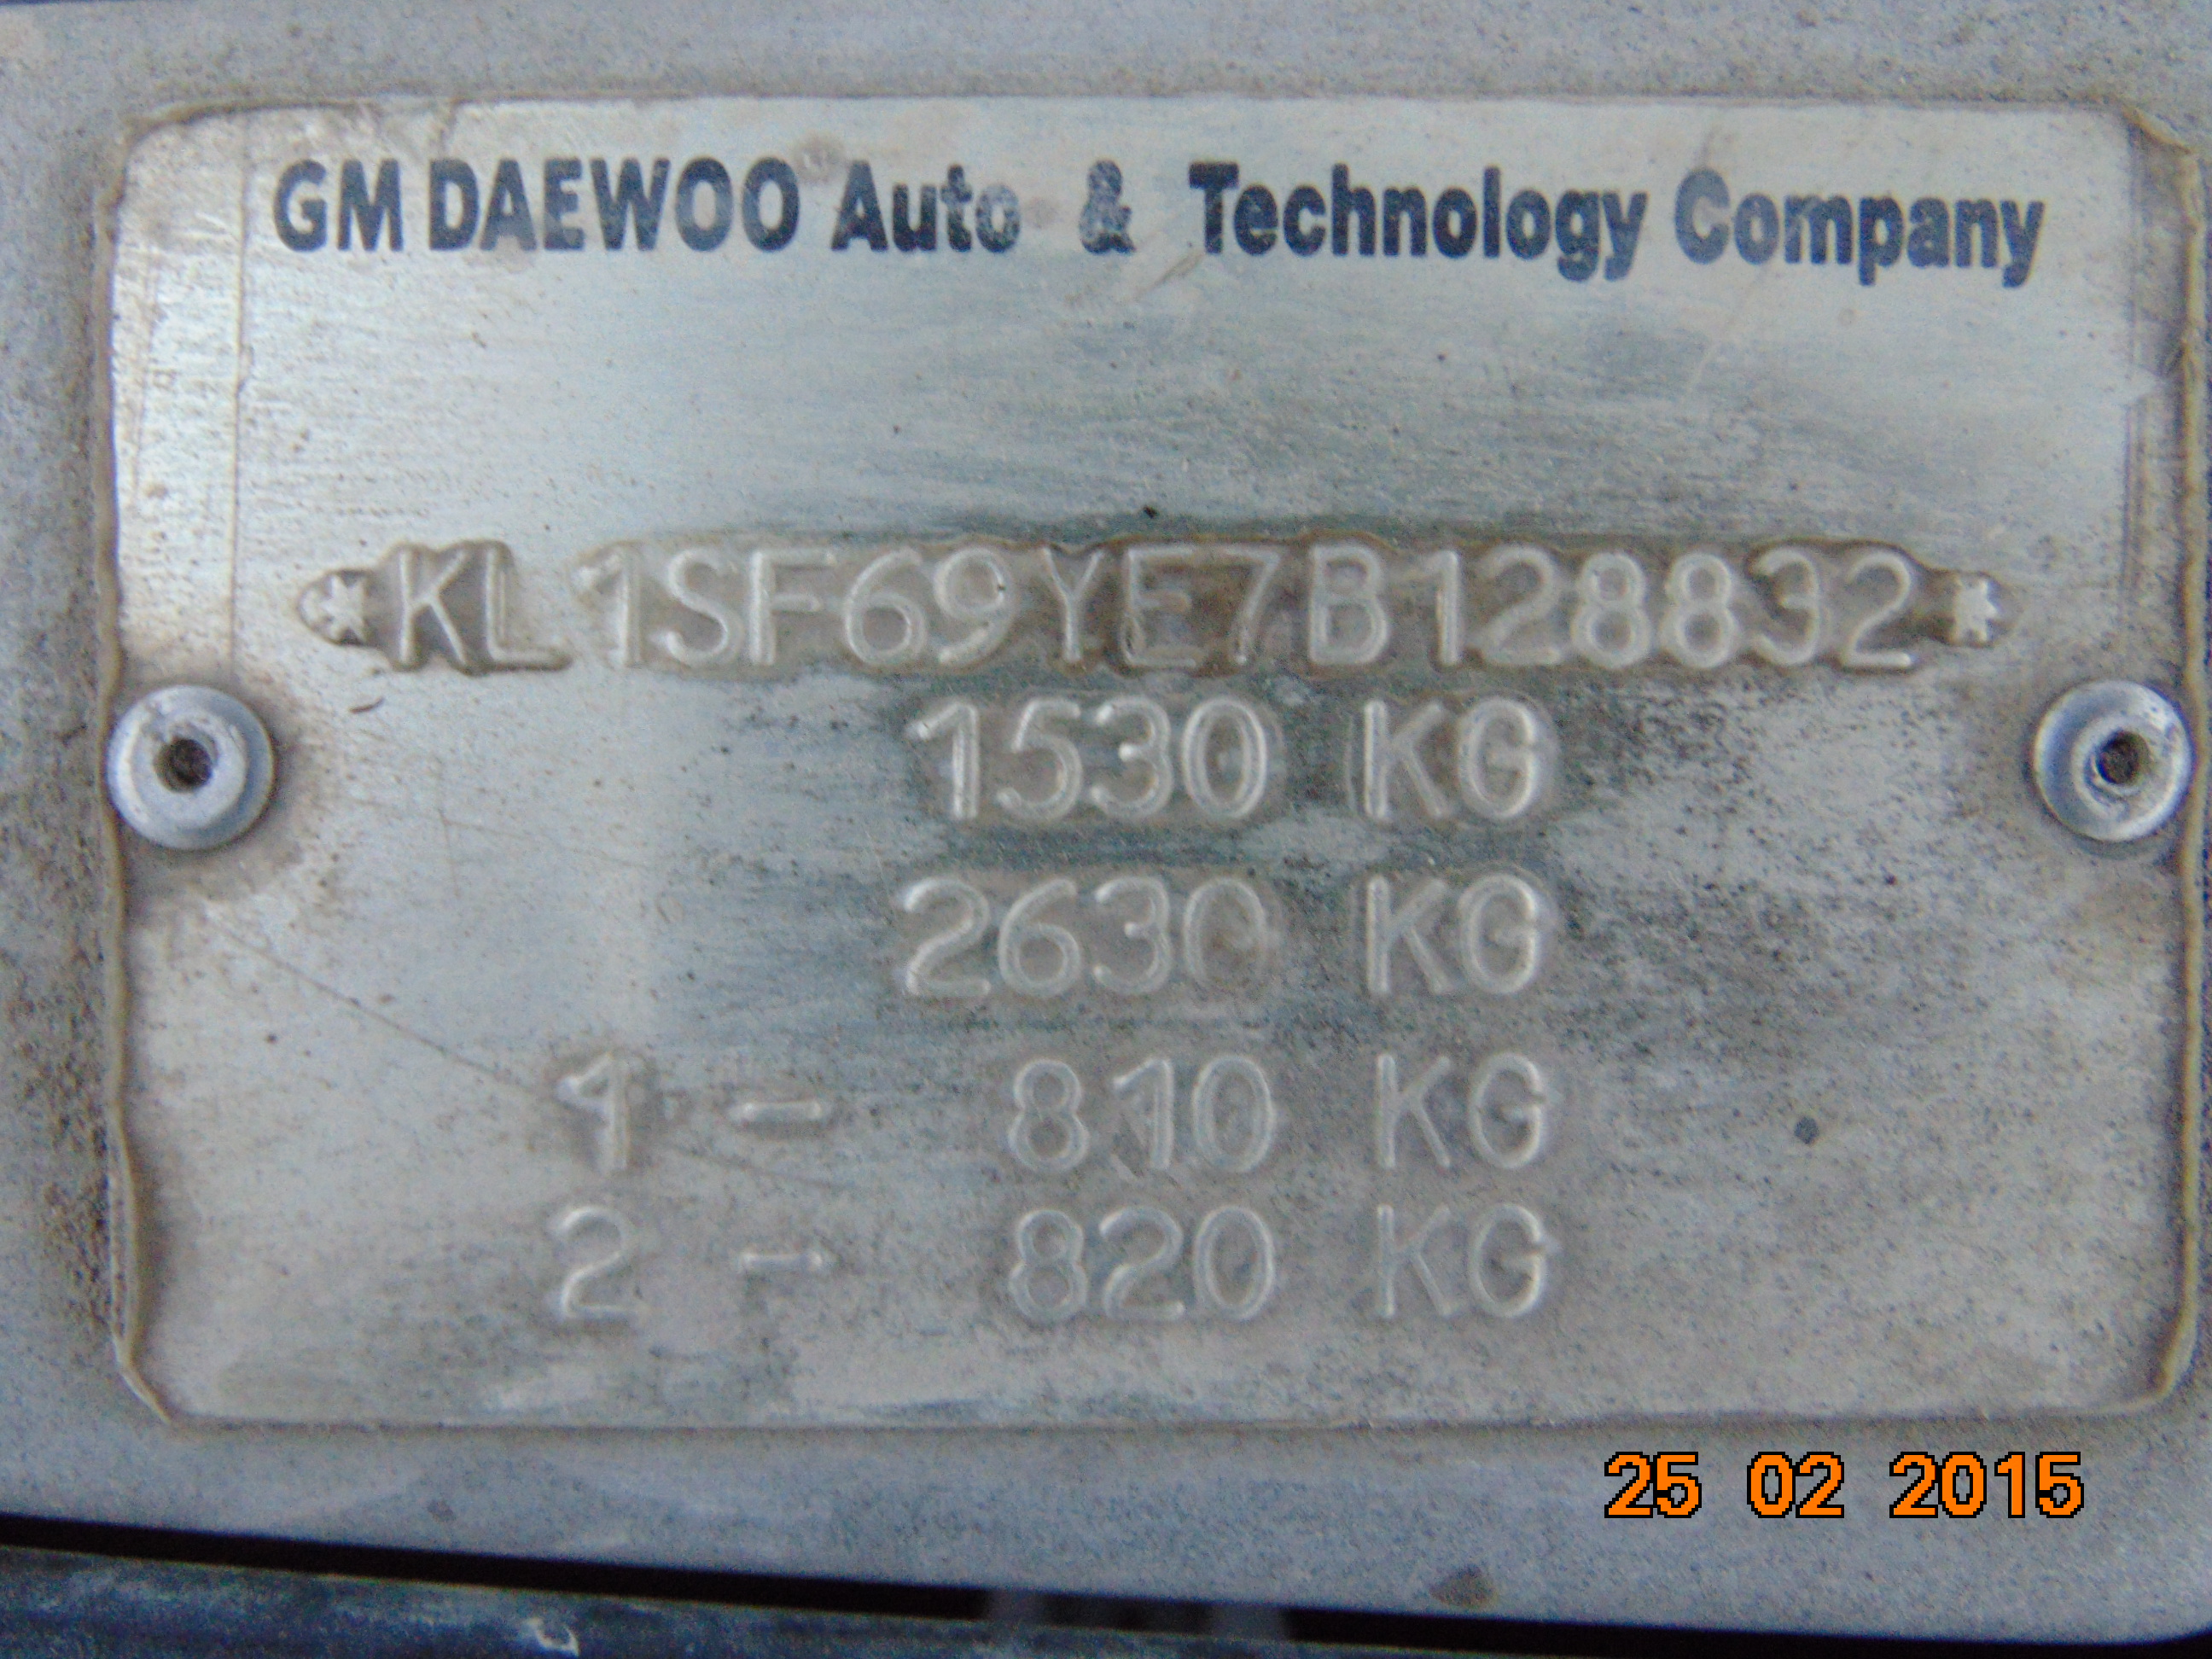 GM DAEWOO Auto & Technology Company
*KL1SF69YE7B128832*
1530 KG
2630 KG
1 - 810 KG
2 - 820 KG
25 02 2015